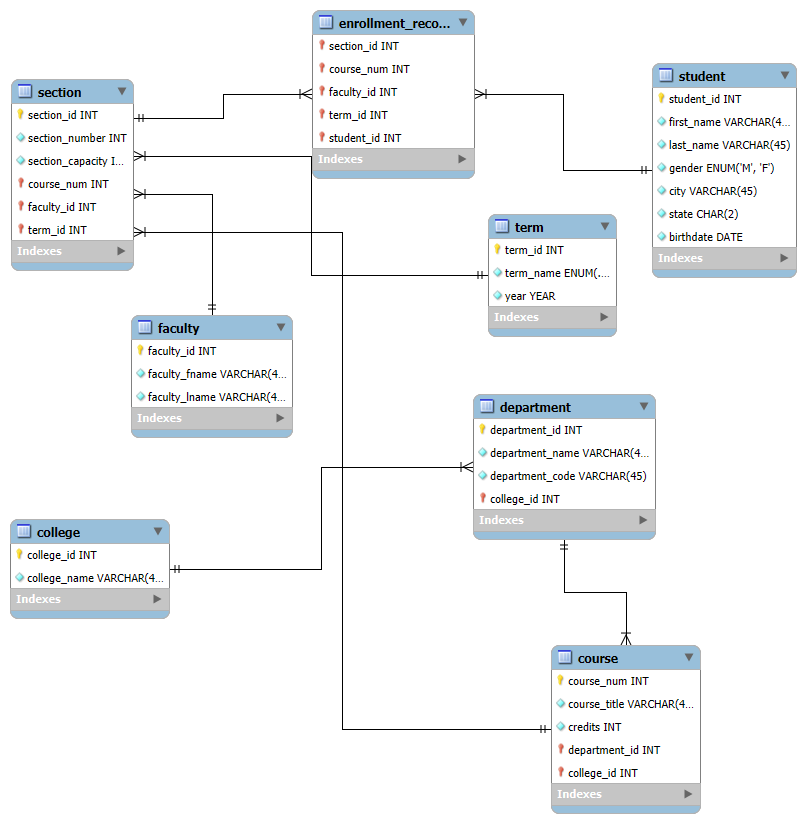 enrollment_reco...
section_id INT
course_num INT
faculty_id INT
term_id INT
student_id INT
Indexes
student
student_id INT
first_name VARCHAR(4...
last_name VARCHAR(45)
gender ENUM('M', 'F')
city VARCHAR(45)
state CHAR(2)
birthdate DATE
Indexes
section
section_id INT
section_number INT
section_capacity I...
course_num INT
faculty_id INT
term_id INT
Indexes
term
term_id INT
term_name ENUM(....
year YEAR
Indexes
faculty
faculty_id INT
faculty_fname VARCHAR(4...
faculty_lname VARCHAR(4...
Indexes
department
department_id INT
department_name VARCHAR(4...
department_code VARCHAR(45)
college_id INT
Indexes
college
college_id INT
college_name VARCHAR(4...
Indexes
course
course_num INT
course_title VARCHAR(4...
credits INT
department_id INT
college_id INT
Indexes